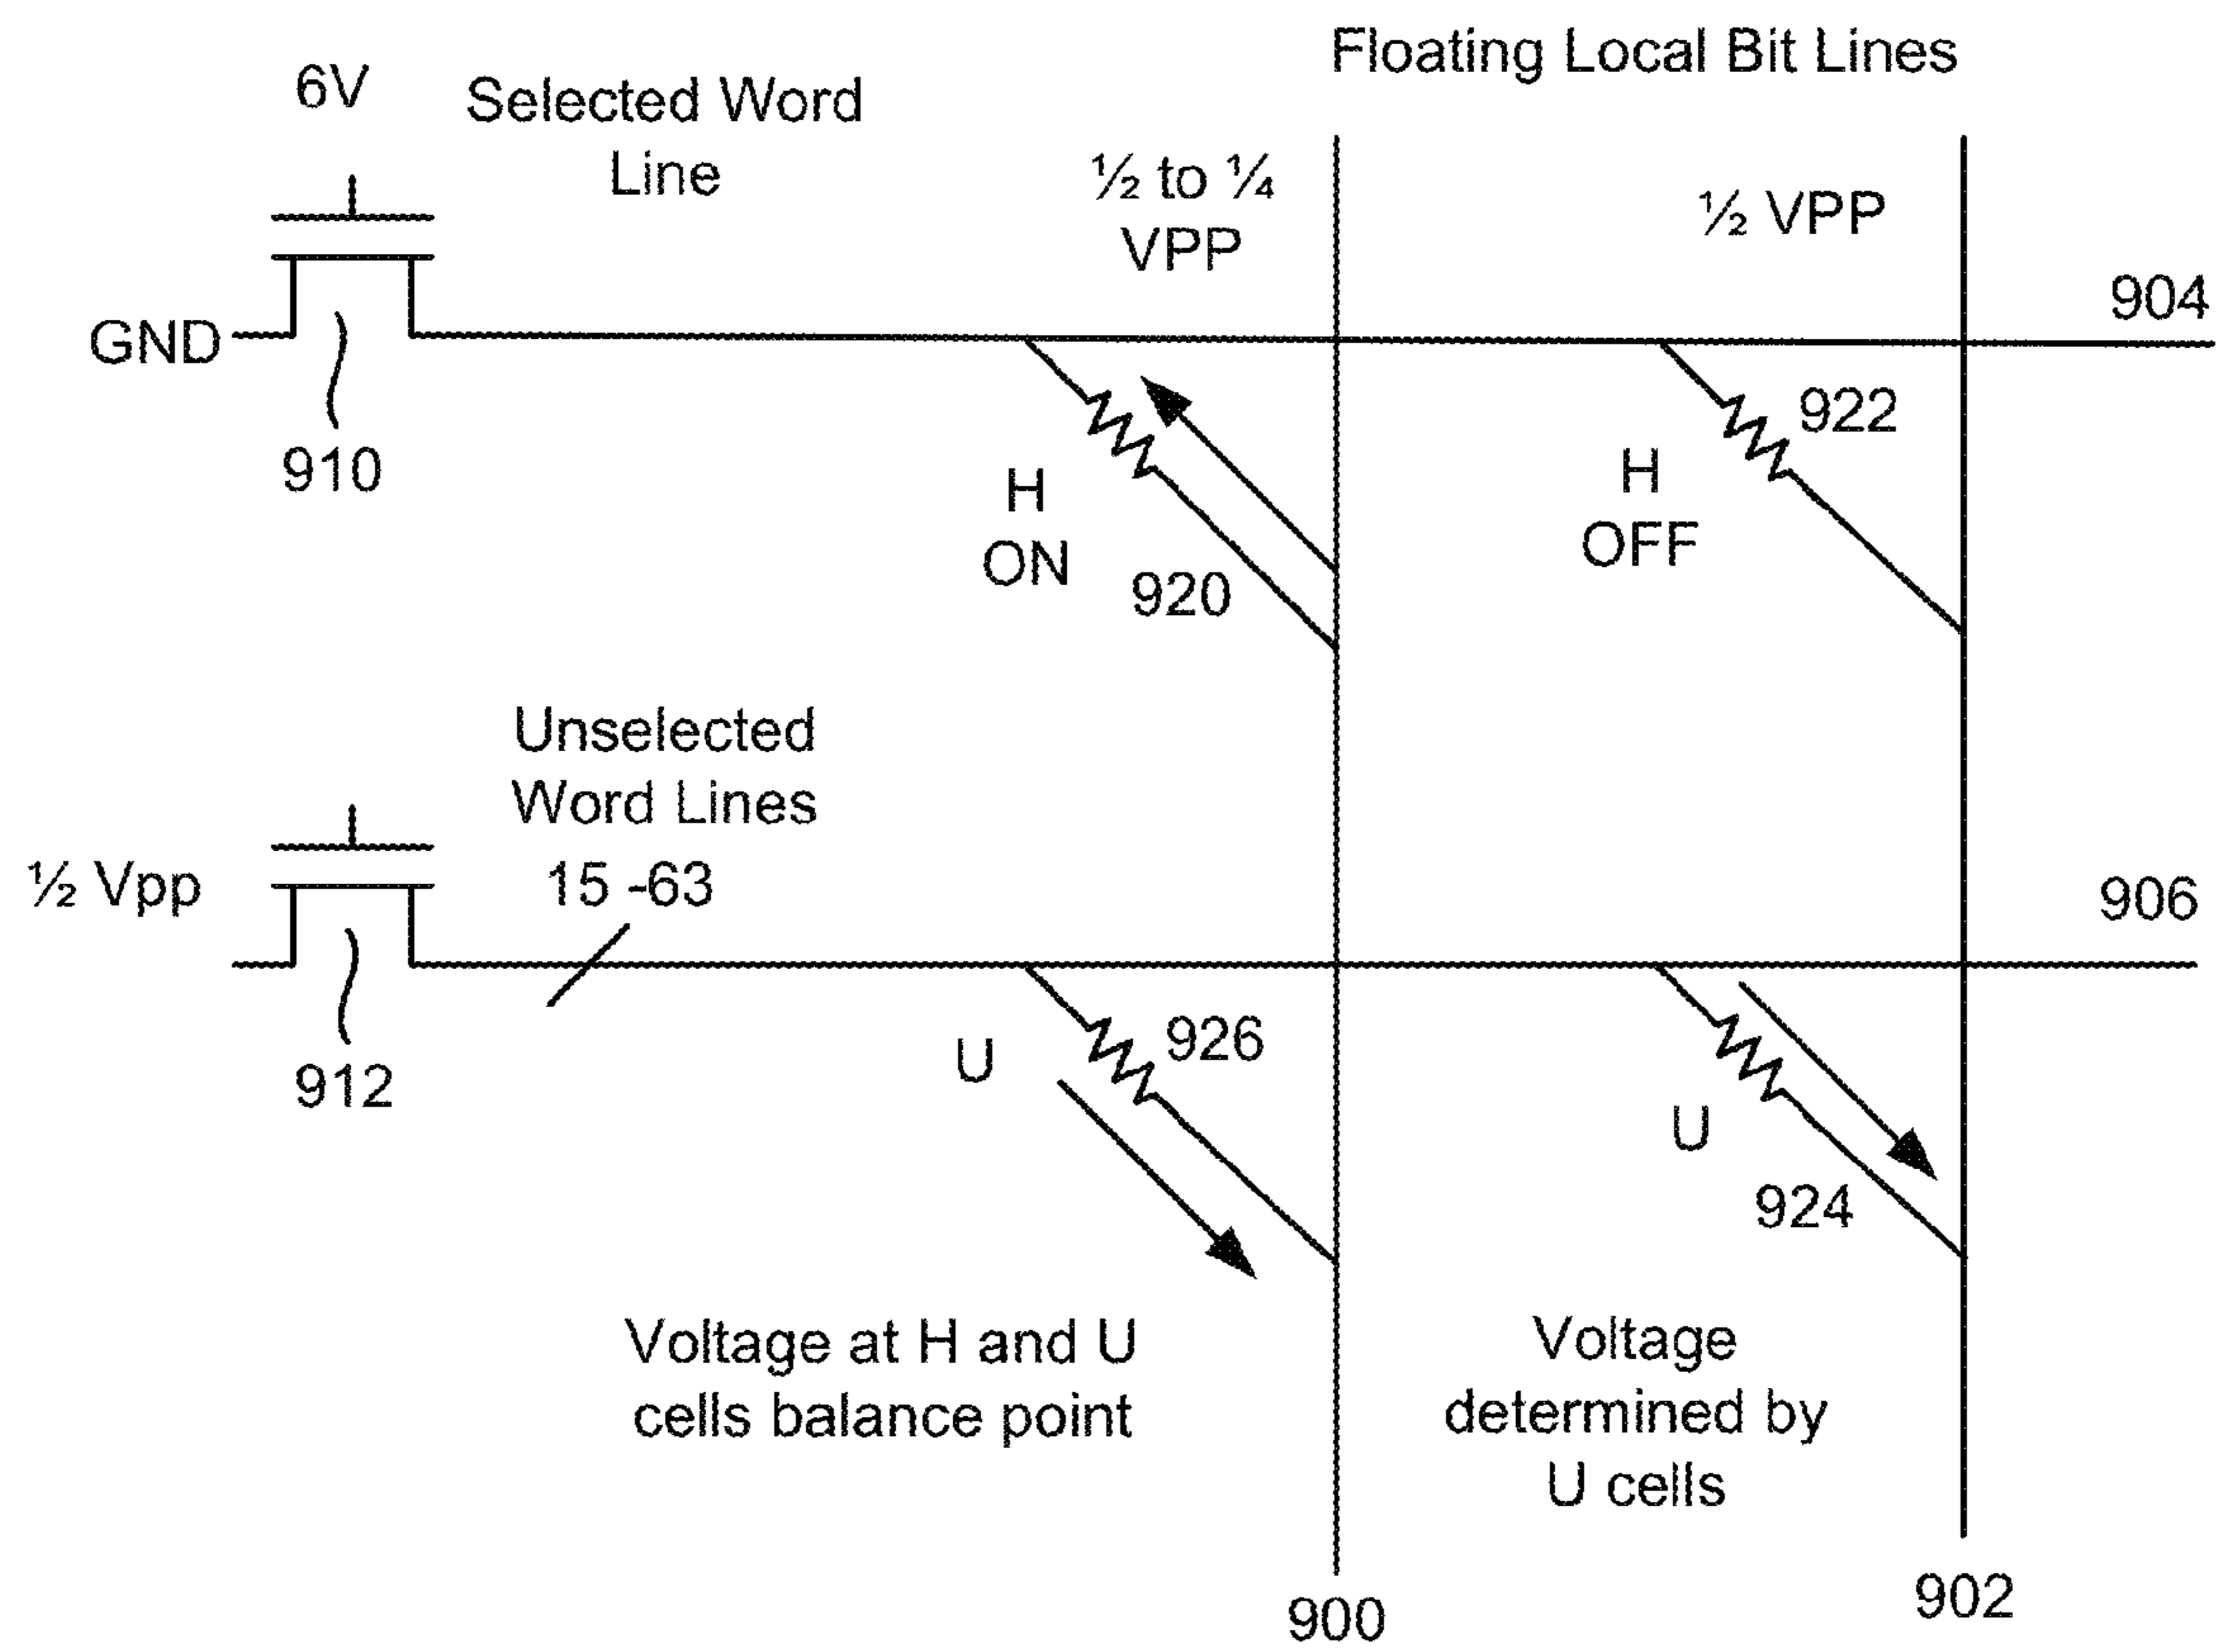 Floating Local Bit Lines
6V
Selected Word
Line
½ to ¼
VPP
½ VPP
904
GND
910
H
ON
920
922
H
OFF
Unselected
Word Lines
15 -63
½ Vpp
906
912
U
926
U
924
Voltage at H and U
cells balance point
Voltage
determined by
U cells
900
902